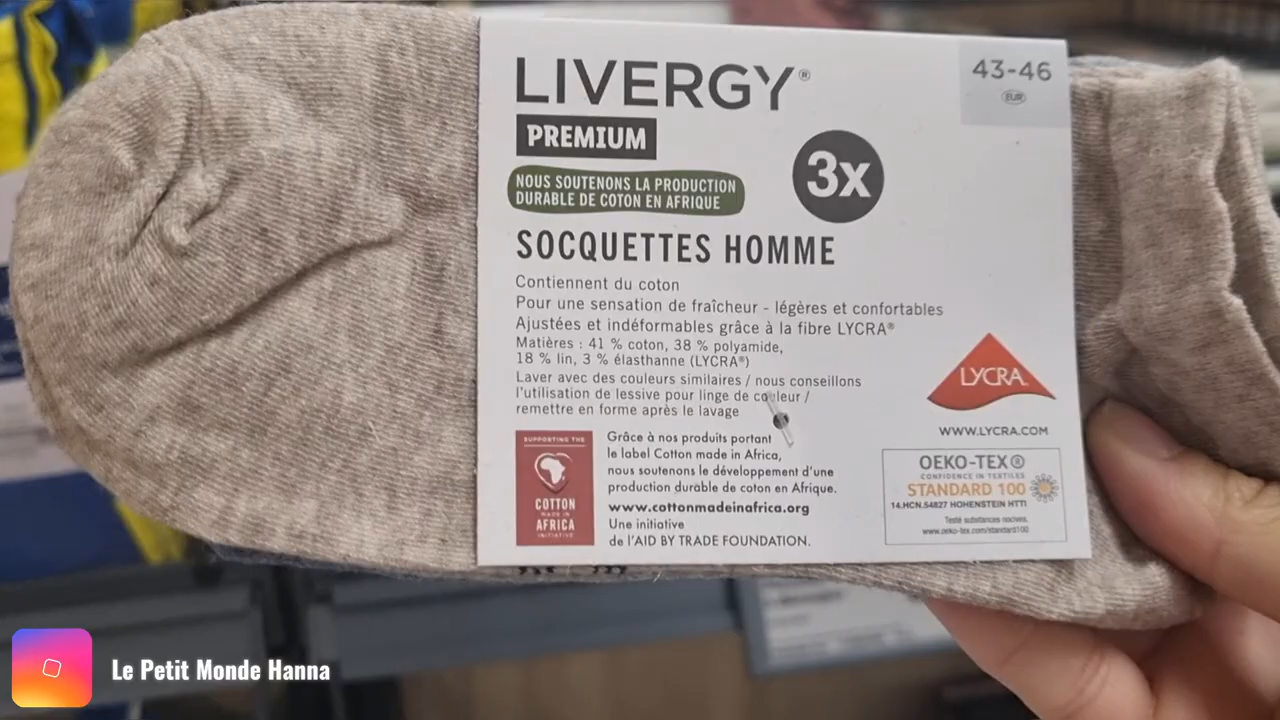 LIVERGY®
43-46
EUR
PREMIUM
3x
NOUS SOUTENONS LA PRODUCTION
DURABLE DE COTON EN AFRIQUE
SOCQUETTES HOMME
Contiennent du coton
Pour une sensation de fraîcheur - légères et confortables
Ajustées et indéformables grâce à la fibre LYCRA®
Matières : 41 % coton, 38 % polyamide,
18 % lin, 3 % élasthanne (LYCRA®)
Laver avec des couleurs similaires / nous conseillons
l'utilisation de lessive pour linge de couleur /
remettre en forme après le lavage
LYCRA
WWW.LYCRA.COM
SUPPORTING THE
COTTON
MADE IN
AFRICA
INITIATIVE
Grâce à nos produits portant
le label Cotton made in Africa,
nous soutenons le développement d'une
production durable de coton en Afrique.
www.cottonmadeinafrica.org
Une initiative
de l'AID BY TRADE FOUNDATION.
OEKO-TEX®
CONFIDENCE IN TEXTILES
STANDARD 100
14.HCN.54827 HOHENSTEIN HTTI
Testé substances nocives.
www.oeko-tex.com/standard100
Le Petit Monde Hanna